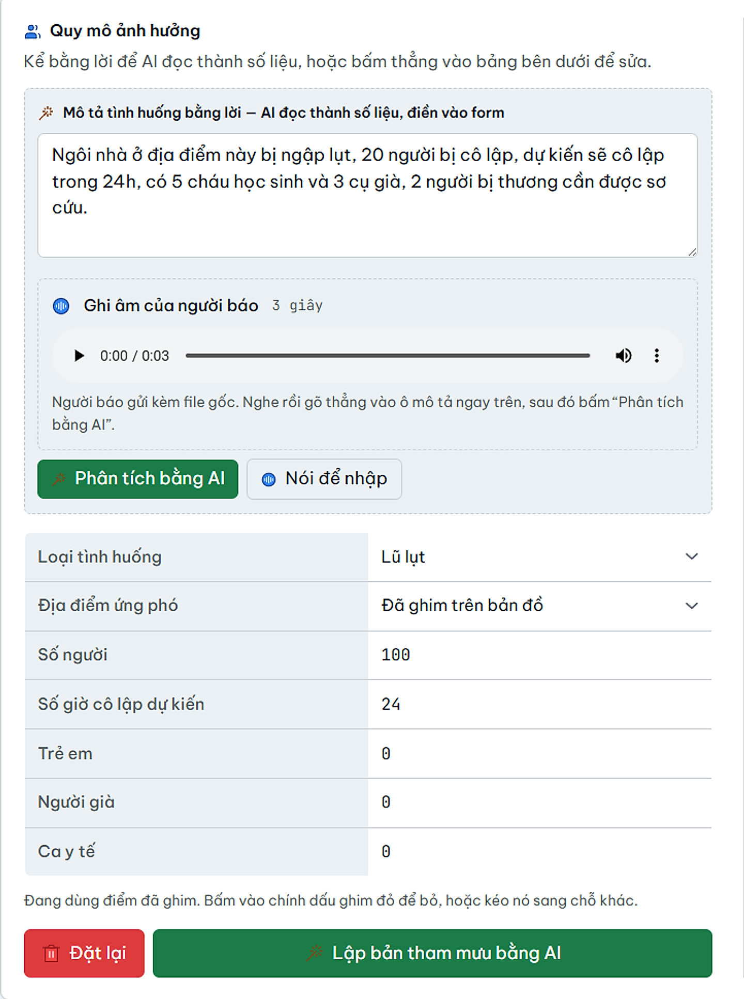 Quy mô ảnh hưởng
Kể bằng lời để AI đọc thành số liệu, hoặc bấm thẳng vào bảng bên dưới để sửa.
Mô tả tình huống bằng lời — AI đọc thành số liệu, điền vào form
Ngôi nhà ở địa điểm này bị ngập lụt, 20 người bị cô lập, dự kiến sẽ cô lập
trong 24h, có 5 cháu học sinh và 3 cụ già, 2 người bị thương cần được sơ
cứu.
Ghi âm của người báo 3 giây
0:00 / 0:03
Người báo gửi kèm file gốc. Nghe rồi gõ thẳng vào ô mô tả ngay trên, sau đó bấm “Phân tích
bằng AI”.
Phân tích bằng AI Nói để nhập
Loại tình huống Lũ lụt
Địa điểm ứng phó Đã ghim trên bản đồ
Số người 100
Số giờ cô lập dự kiến 24
Trẻ em 0
Người già 0
Ca y tế 0
Đang dùng điểm đã ghim. Bấm vào chính dấu ghim đỏ để bỏ, hoặc kéo nó sang chỗ khác.
Đặt lại Lập bản tham mưu bằng AI